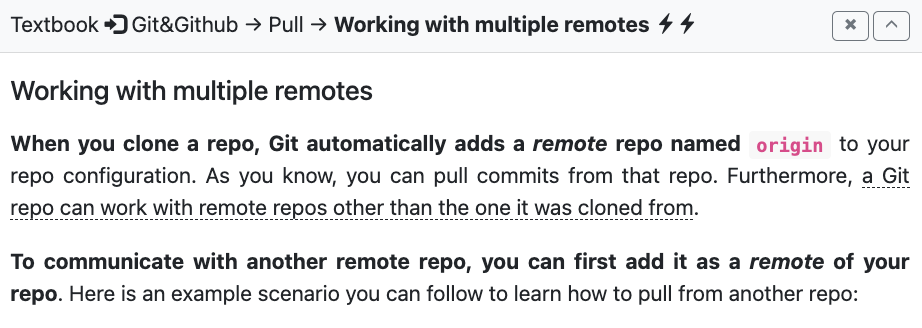 Textbook Git&Github → Pull → Working with multiple remotes
Working with multiple remotes
When you clone a repo, Git automatically adds a remote repo named origin to your
repo configuration. As you know, you can pull commits from that repo. Furthermore, a Git
repo can work with remote repos other than the one it was cloned from.
To communicate with another remote repo, you can first add it as a remote of your
repo. Here is an example scenario you can follow to learn how to pull from another repo: